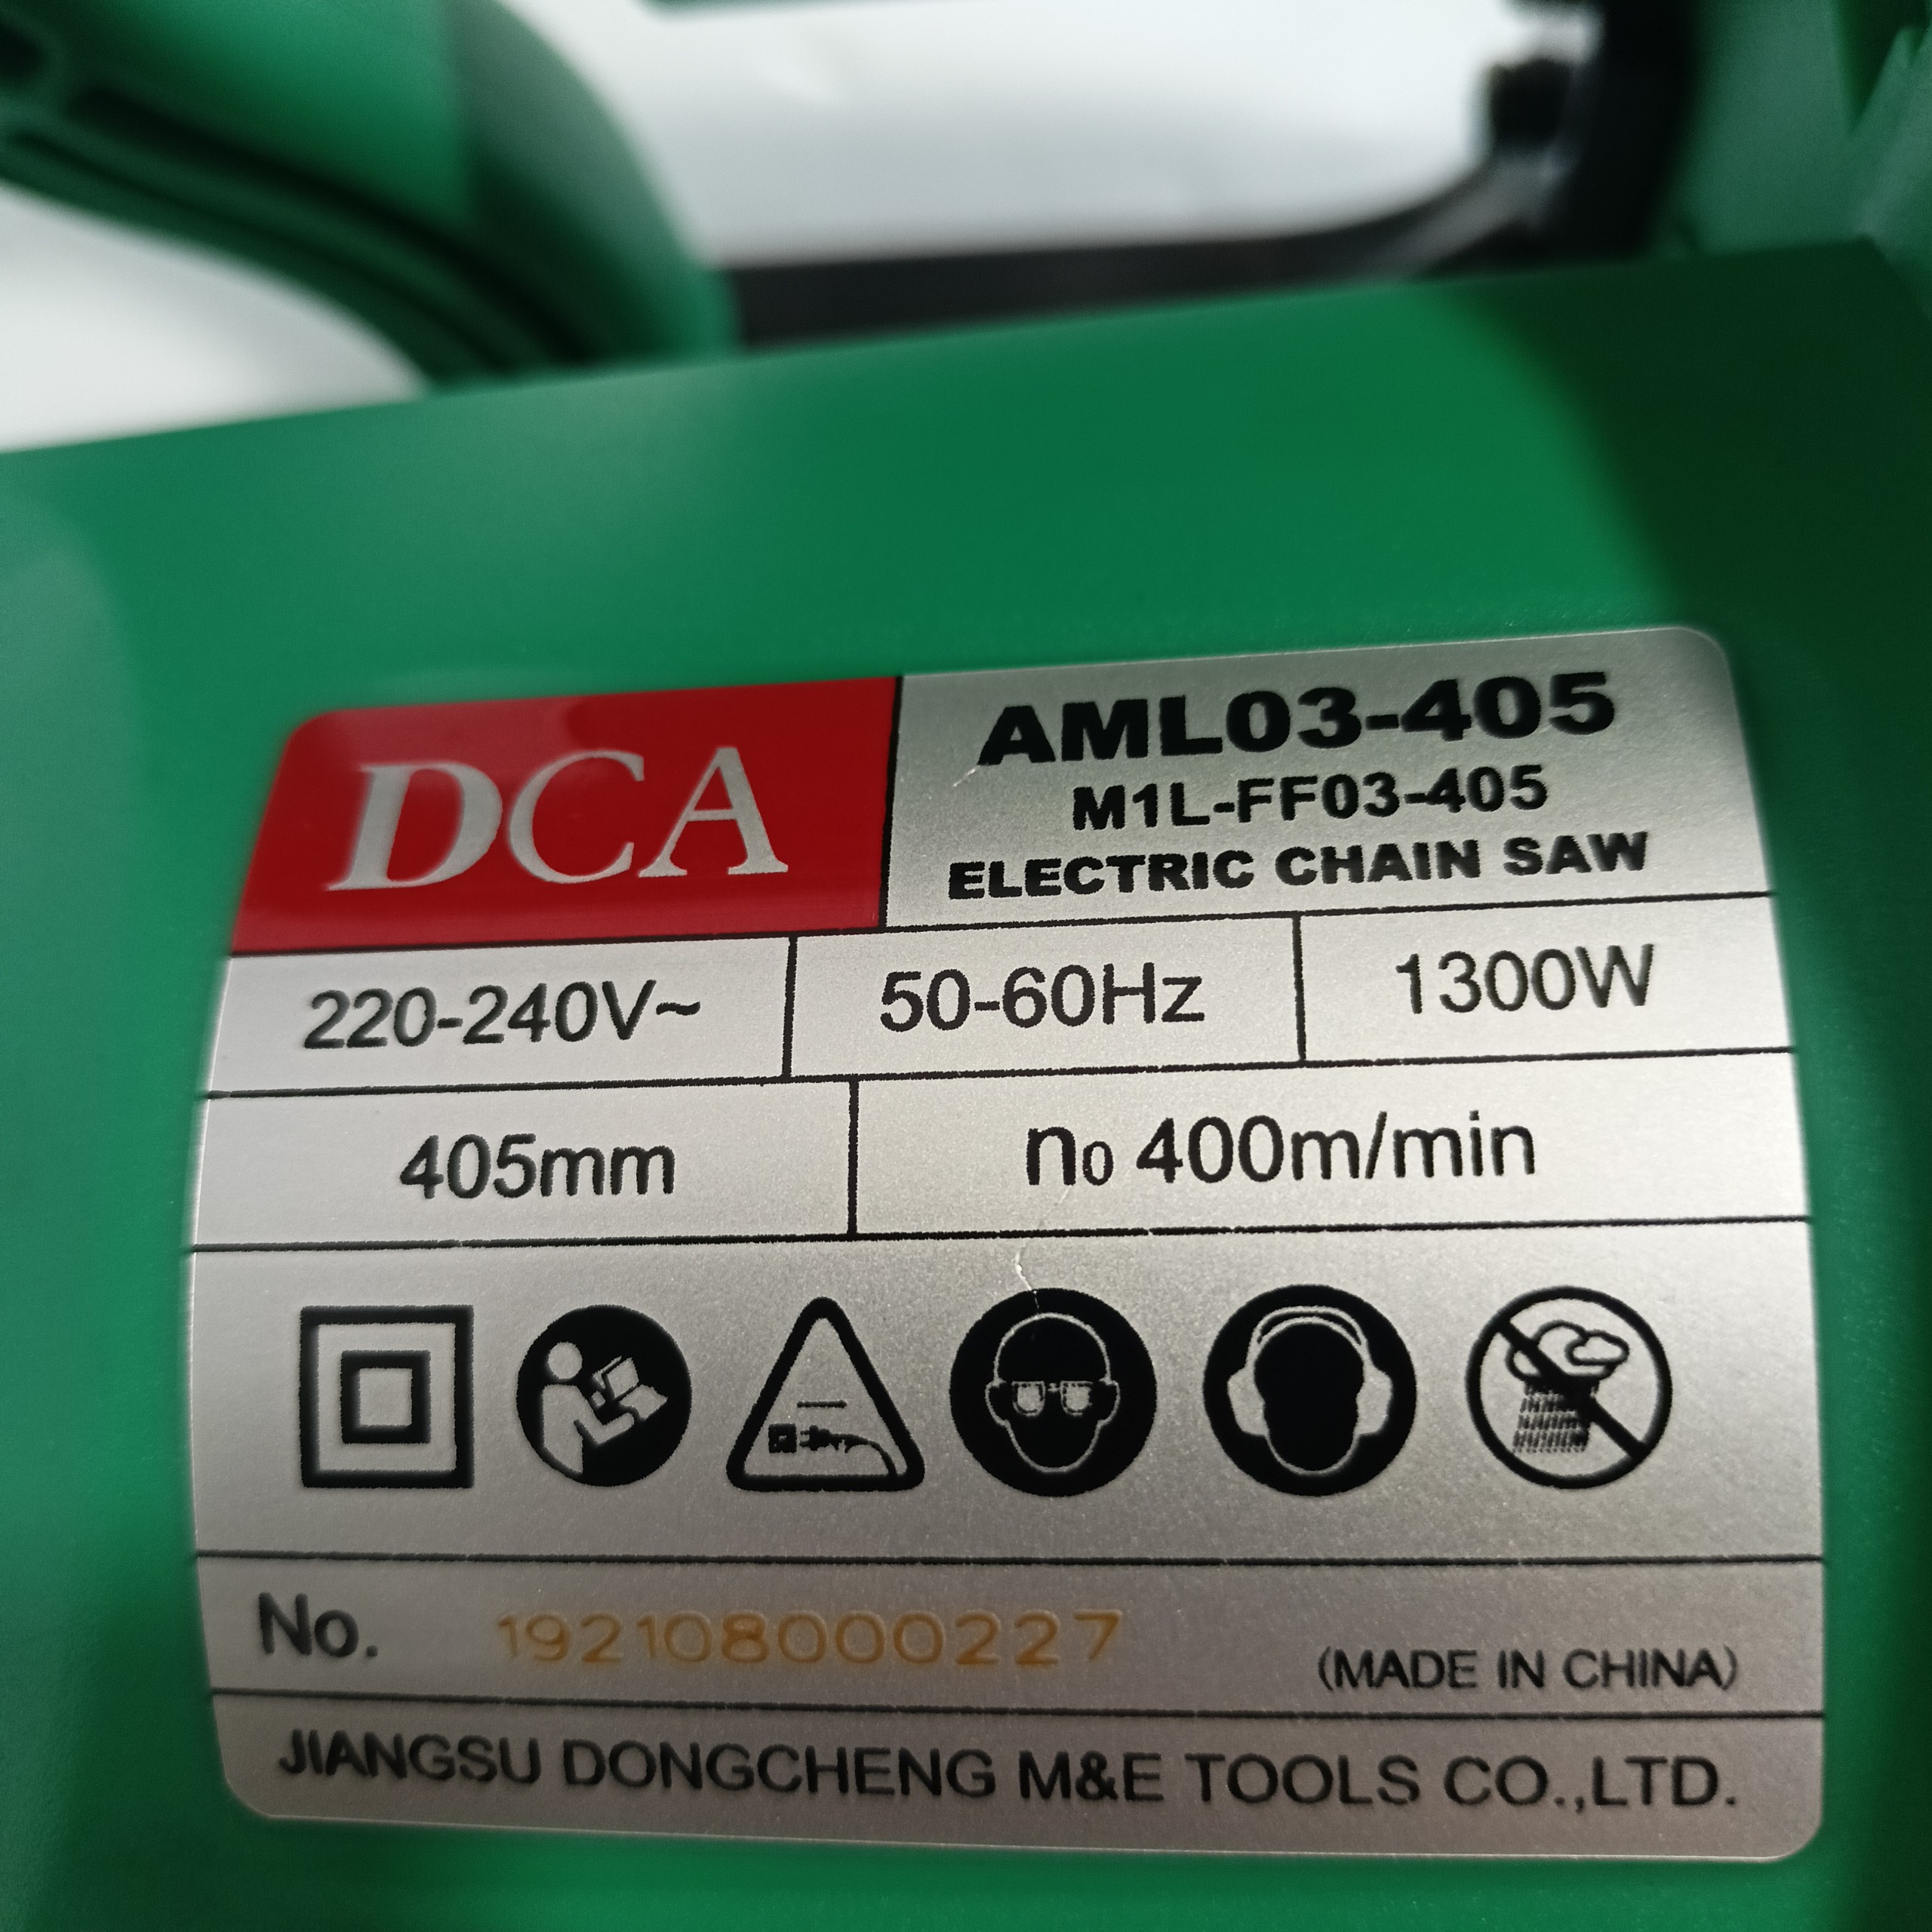 DCA
AML03-405
M1L-FF03-405
ELECTRIC CHAIN SAW
220-240V~ 50-60Hz 1300W
405mm n₀ 400m/min
No. 192108000227 (MADE IN CHINA)
JIANGSU DONGCHENG M&E TOOLS CO.,LTD.